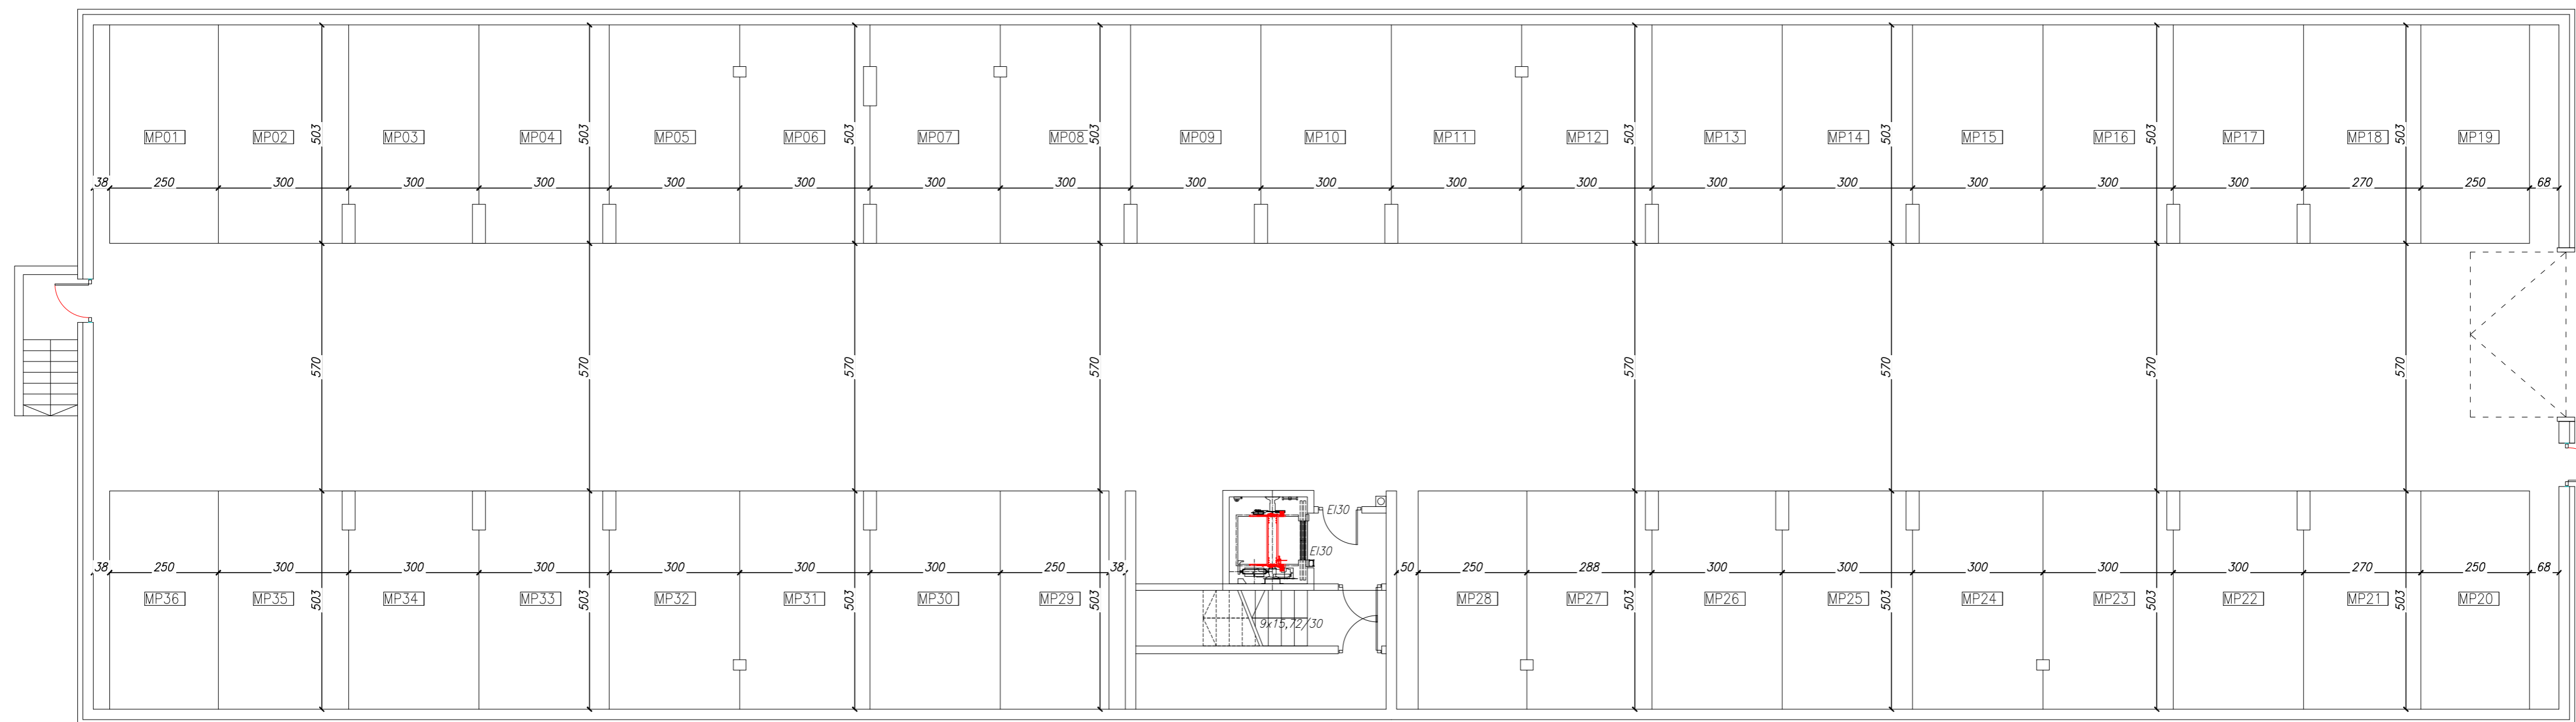 MP01 MP02 MP03 MP04 MP05 MP06 MP07 MP08 MP09 MP10 MP11 MP12 MP13 MP14 MP15 MP16 MP17 MP18 MP19
503 503 503 503 503 503 503 503
38 250 300 300 300 300 300 300 300 300 300 300 300 300 300 300 300 300 270 250 68
570 570 570 570 570 570 570 570
EI30
EI30
38 250 300 300 300 300 300 300 250 38 50 250 288 300 300 300 300 300 270 250 68
MP36 MP35 MP34 MP33 MP32 MP31 MP30 MP29 MP28 MP27 MP26 MP25 MP24 MP23 MP22 MP21 MP20
503 503 503 503 503 503 503 503
9x15,72/30